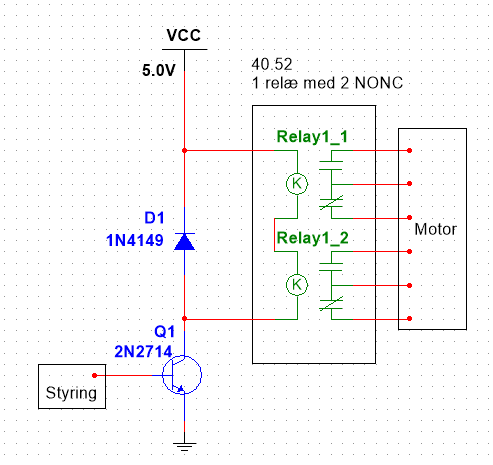 VCC
5.0V
40.52
1 relæ med 2 NONC
Relay1_1
K
D1
1N4149
Motor
Relay1_2
K
Q1
2N2714
Styring